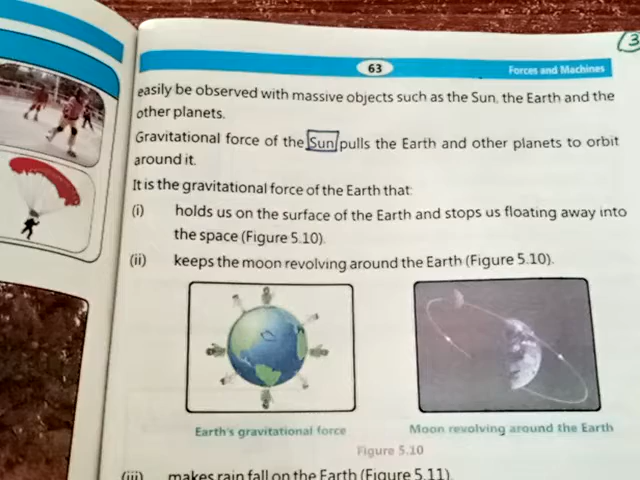 63
Forces and Machines
(3
easily be observed with massive objects such as the Sun, the Earth and the
other planets.
Gravitational force of the Sun pulls the Earth and other planets to orbit
around it.
It is the gravitational force of the Earth that:
(i) holds us on the surface of the Earth and stops us floating away into
the space (Figure 5.10).
(ii) keeps the moon revolving around the Earth (Figure 5.10).
Earth's gravitational force
Moon revolving around the Earth
Figure 5.10
(iii) makes rain fall on the Earth (Figure 5.11)